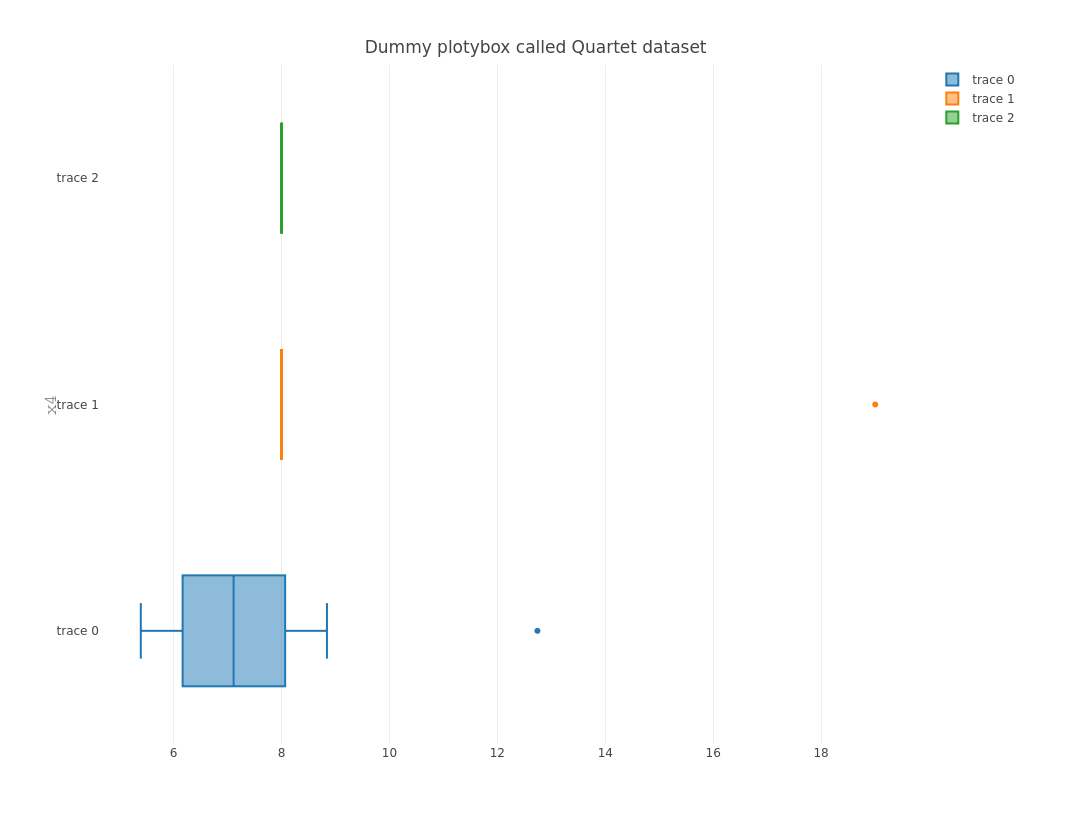 Dummy plotybox called Quartet dataset
trace 0
trace 1
trace 2
trace 2
x4
trace 1
trace 0
6 8 10 12 14 16 18